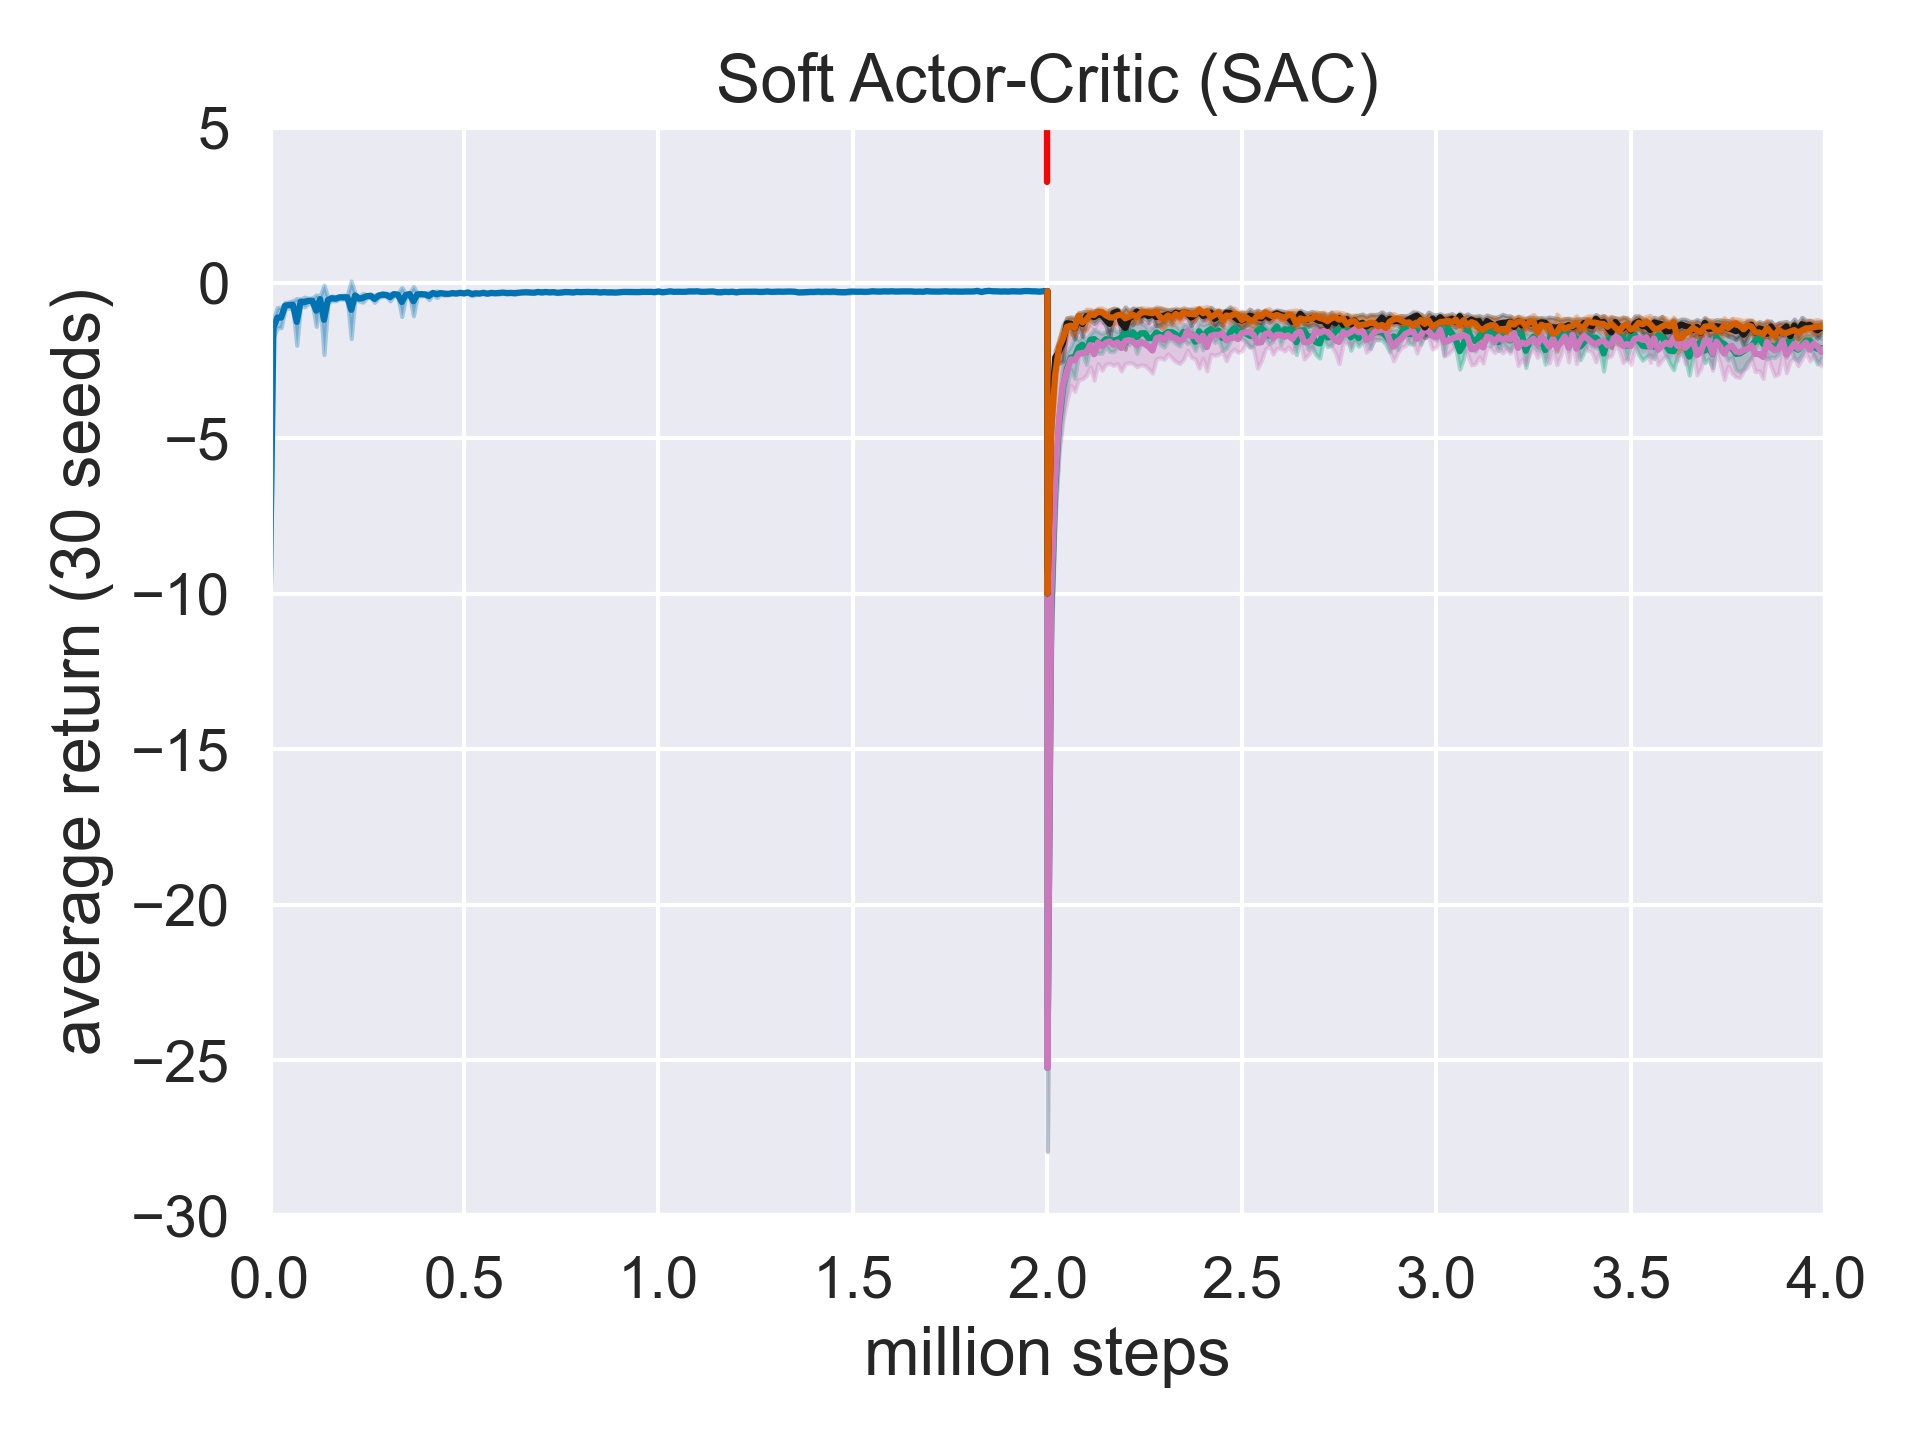 Soft Actor-Critic (SAC)
5
0
−5
−10
−15
−20
−25
−30
average return (30 seeds)
0.0 0.5 1.0 1.5 2.0 2.5 3.0 3.5 4.0
million steps